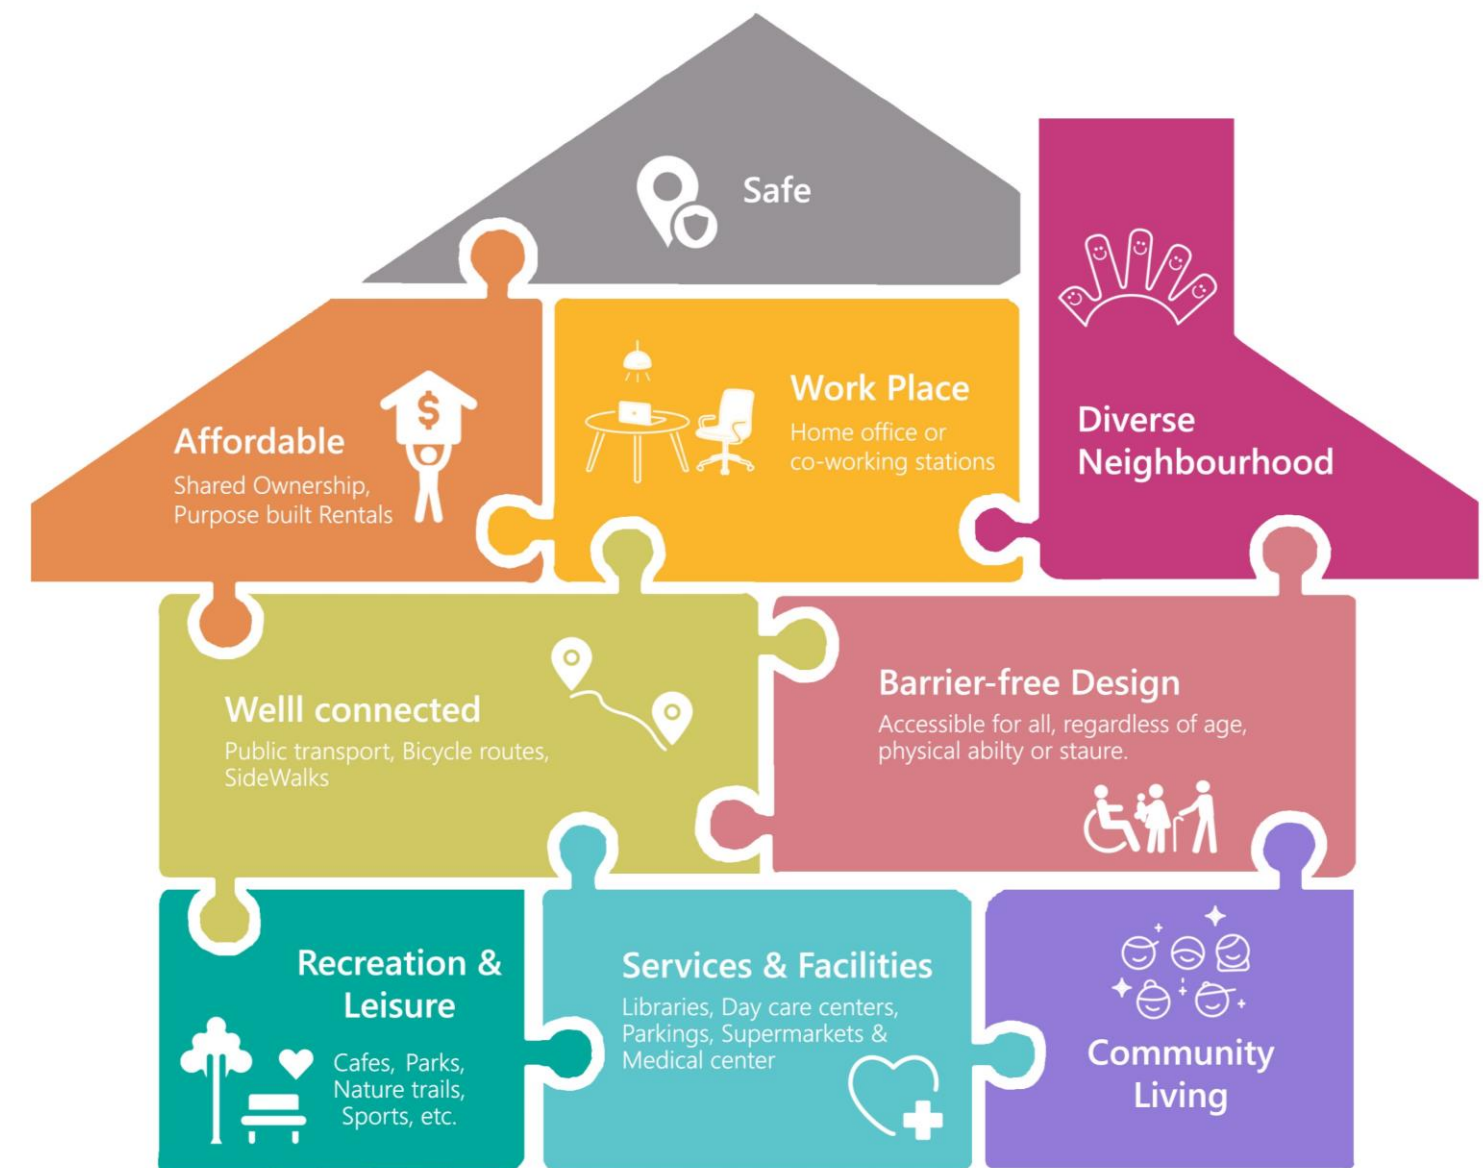 Safe
Affordable
Shared Ownership,
Purpose built Rentals
$
Work Place
Home office or
co-working stations
Diverse
Neighbourhood
Welll connected
Public transport, Bicycle routes,
SideWalks
Barrier-free Design
Accessible for all, regardless of age,
physical abilty or staure.
Recreation &
Leisure
Cafes, Parks,
Nature trails,
Sports, etc.
Services & Facilities
Libraries, Day care centers,
Parkings, Supermarkets &
Medical center
Community
Living